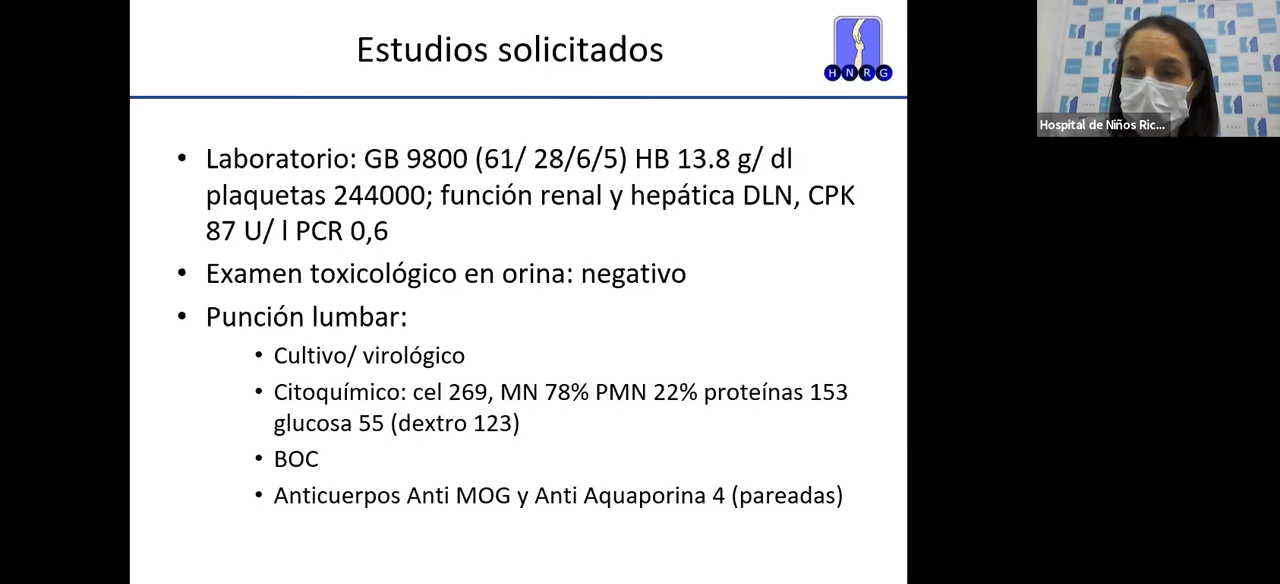 Estudios solicitados
H N R G
Hospital de Niños Ric...
• Laboratorio: GB 9800 (61/ 28/6/5) HB 13.8 g/ dl
plaquetas 244000; función renal y hepática DLN, CPK
87 U/ l PCR 0,6
• Examen toxicológico en orina: negativo
• Punción lumbar:
• Cultivo/ virológico
• Citoquímico: cel 269, MN 78% PMN 22% proteínas 153
glucosa 55 (dextro 123)
• BOC
• Anticuerpos Anti MOG y Anti Aquaporina 4 (pareadas)